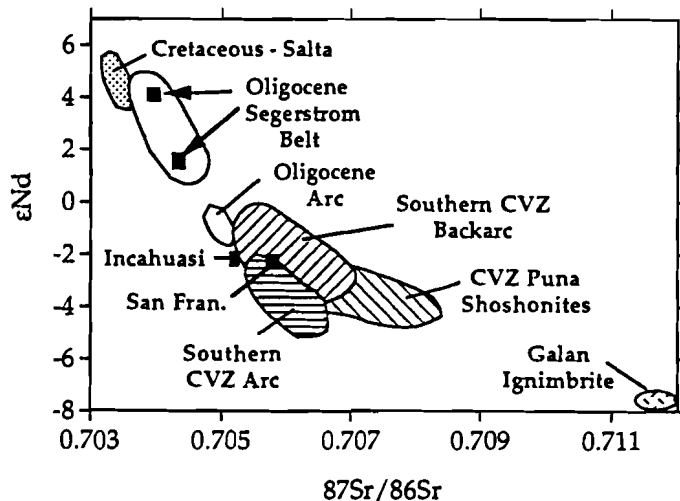 6
4
2
0
-2
-4
-6
-8
εNd
Cretaceous - Salta
Oligocene
Segerstrom
Belt
Oligocene
Arc
Southern CVZ
Backarc
Incahuasi
San Fran.
CVZ Puna
Shoshonites
Southern
CVZ Arc
Galan
Ignimbrite
0.703
0.705
0.707
0.709
0.711
87Sr/86Sr